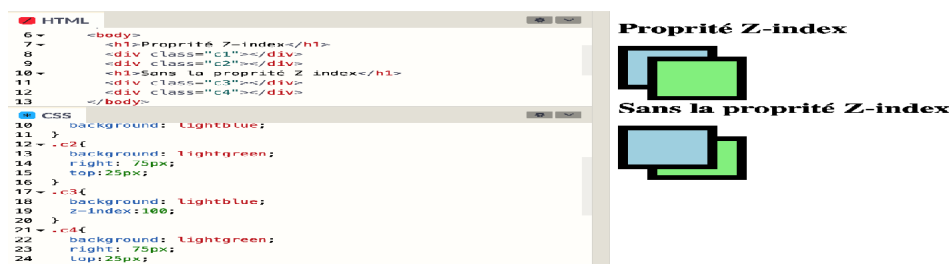 HTML
6 <body>
7 <h1>Proprité Z-index</h1>
8 <div class="c1"></div>
9 <div class="c2"></div>
10 <h1>Sans la proprité Z index</h1>
11 <div class="c3"></div>
12 <div class="c4"></div>
13 </body>
CSS
10 background: lightblue;
11 }
12 .c2{
13 background: lightgreen;
14 right: 75px;
15 top:25px;
16 }
17 .c3{
18 background: lightblue;
19 z-index:100;
20 }
21 .c4{
22 background: lightgreen;
23 right: 75px;
24 top:25px;
Proprité Z-index
Sans la proprité Z-index